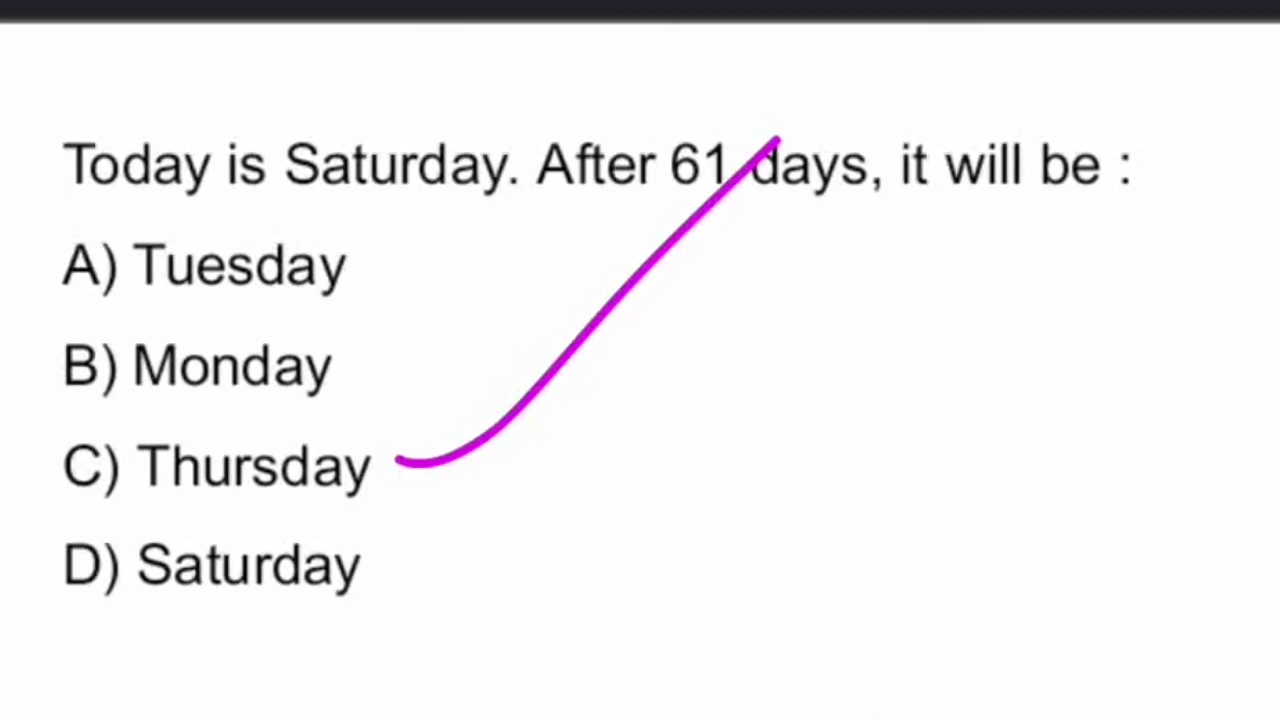 Today is Saturday. After 61 days, it will be :
A) Tuesday
B) Monday
C) Thursday
D) Saturday